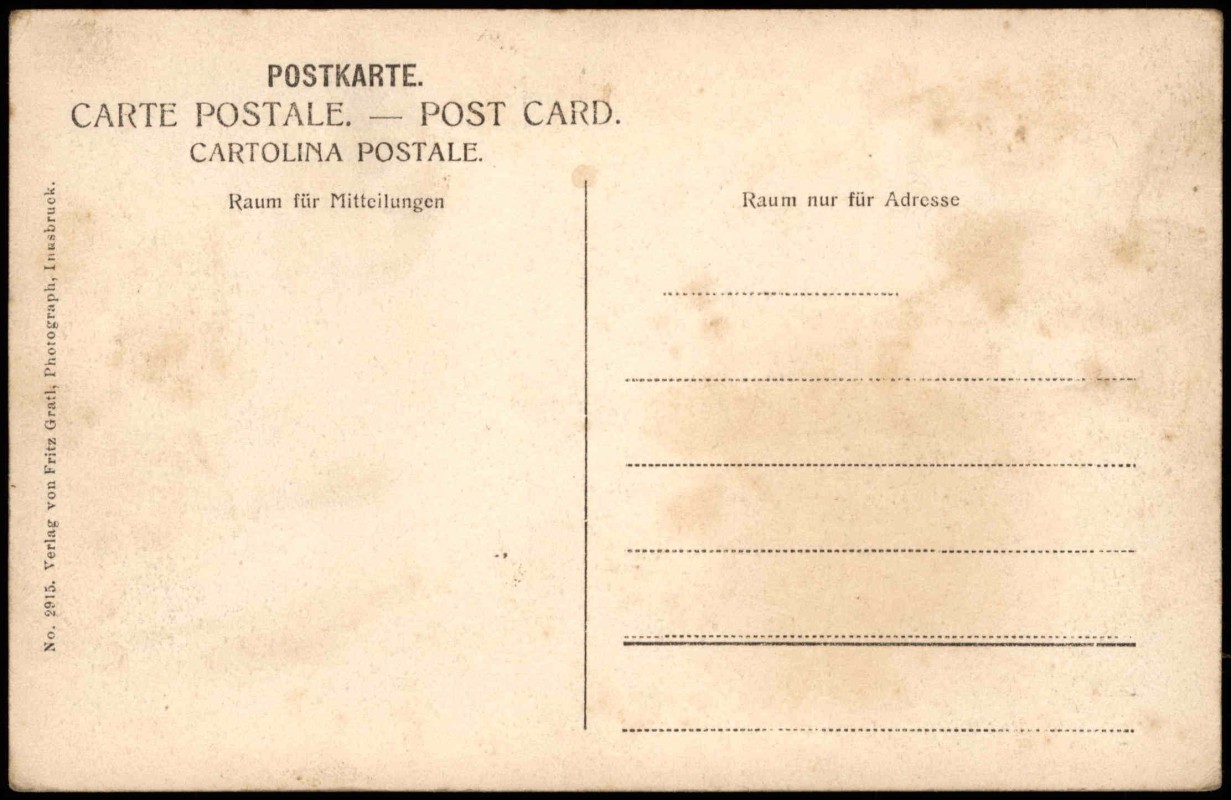 POSTKARTE.
CARTE POSTALE. — POST CARD.
CARTOLINA POSTALE.
Raum für Mitteilungen
Raum nur für Adresse
No. 2915. Verlag von Fritz Gratl, Photograph, Innsbruck.